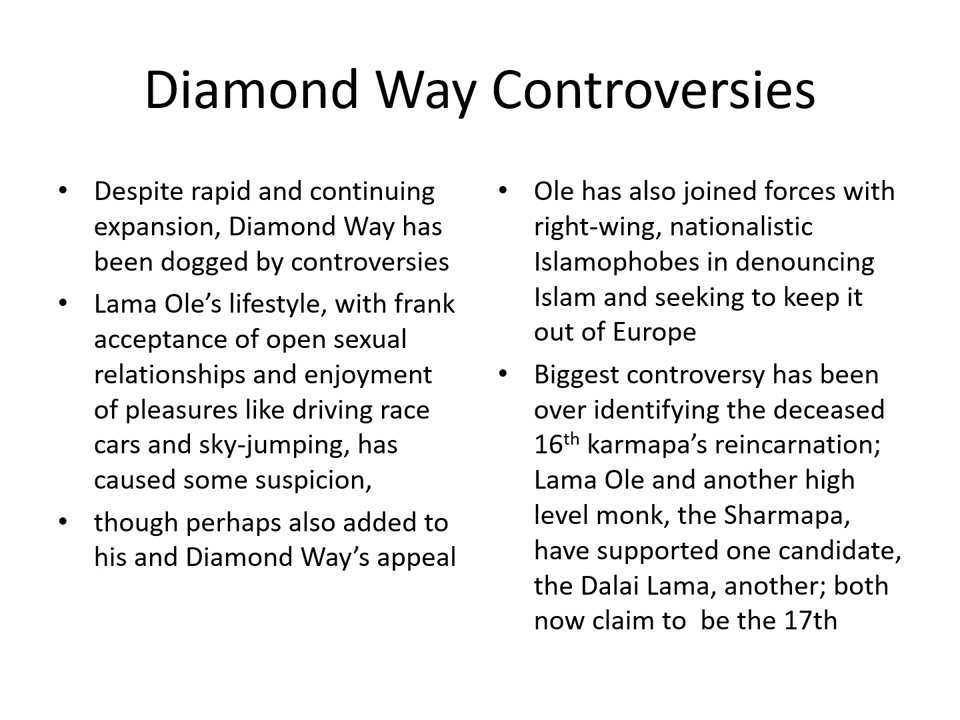 Diamond Way Controversies
• Despite rapid and continuing
expansion, Diamond Way has
been dogged by controversies
• Lama Ole’s lifestyle, with frank
acceptance of open sexual
relationships and enjoyment
of pleasures like driving race
cars and sky-jumping, has
caused some suspicion,
• though perhaps also added to
his and Diamond Way’s appeal
• Ole has also joined forces with
right-wing, nationalistic
Islamophobes in denouncing
Islam and seeking to keep it
out of Europe
• Biggest controversy has been
over identifying the deceased
16th karmapa’s reincarnation;
Lama Ole and another high
level monk, the Sharmapa,
have supported one candidate,
the Dalai Lama, another; both
now claim to  be the 17th